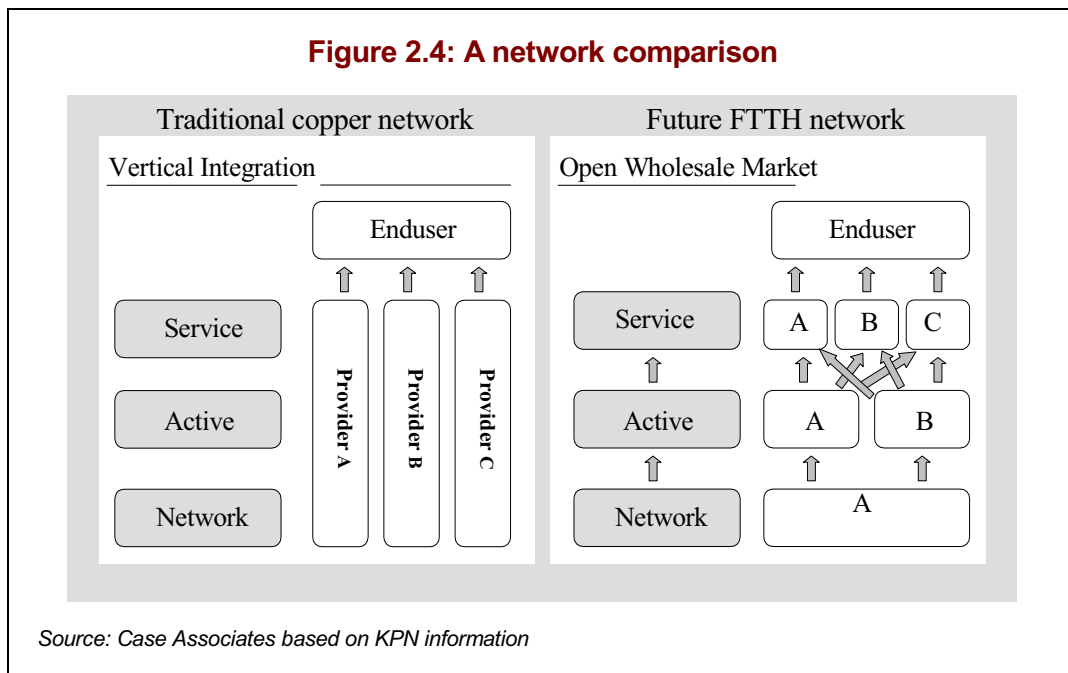 Figure 2.4: A network comparison
Traditional copper network
Vertical Integration
Enduser
Service
Active
Network
Provider A
Provider B
Provider C
Future FTTH network
Open Wholesale Market
Enduser
Service
A
B
C
Active
A
B
Network
A
Source: Case Associates based on KPN information